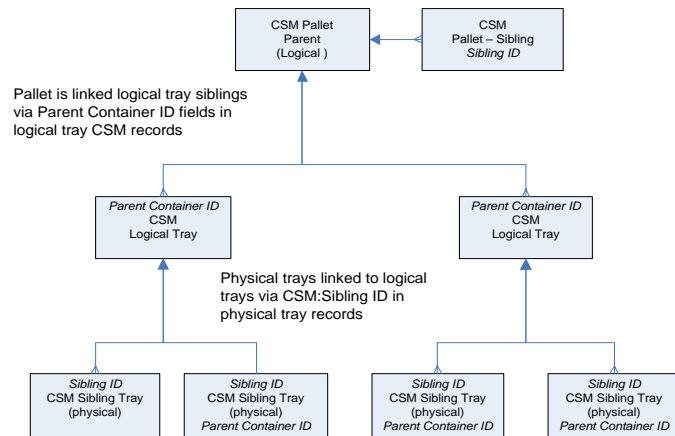 CSM Pallet
Parent
(Logical )
CSM
Pallet – Sibling
Sibling ID
Pallet is linked logical tray siblings
via Parent Container ID fields in
logical tray CSM records
Parent Container ID
CSM
Logical Tray
Parent Container ID
CSM
Logical Tray
Physical trays linked to logical
trays via CSM:Sibling ID in
physical tray records
Sibling ID
CSM Sibling Tray
(physical)
Sibling ID
CSM Sibling Tray
(physical)
Parent Container ID
Sibling ID
CSM Sibling Tray
(physical)
Parent Container ID
Sibling ID
CSM Sibling Tray
(physical)
Parent Container ID